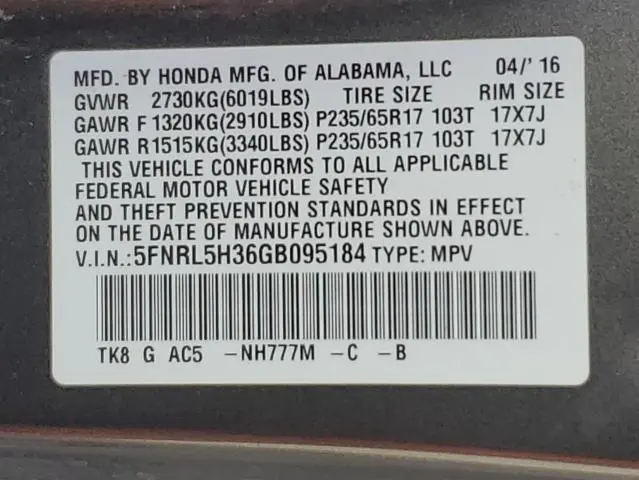 MFD. BY HONDA MFG. OF ALABAMA, LLC 04/'16
GVWR 2730KG(6019LBS) TIRE SIZE RIM SIZE
GAWR F1320KG(2910LBS) P235/65R17 103T 17X7J
GAWR R1515KG(3340LBS) P235/65R17 103T 17X7J
THIS VEHICLE CONFORMS TO ALL APPLICABLE
FEDERAL MOTOR VEHICLE SAFETY
AND THEFT PREVENTION STANDARDS IN EFFECT
ON THE DATE OF MANUFACTURE SHOWN ABOVE.
V.I.N.:5FNRL5H36GB095184 TYPE: MPV
TK8 G AC5 -NH777M -C -B